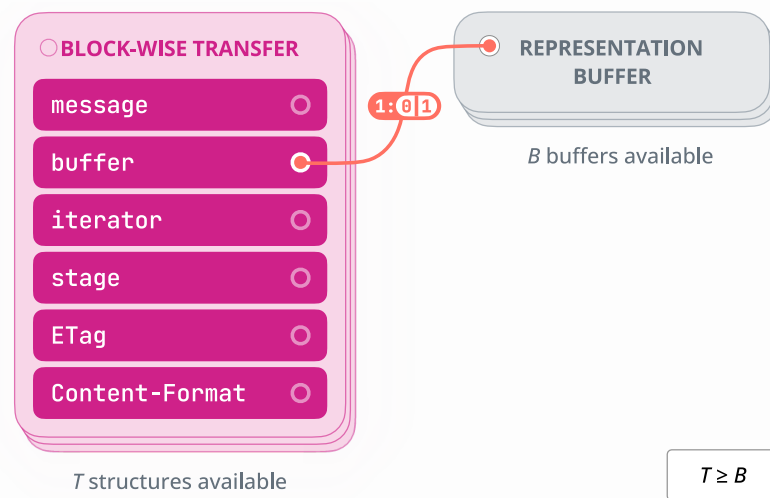 BLOCK-WISE TRANSFER
message
buffer
iterator
stage
ETag
Content-Format
T structures available
1:0|1
REPRESENTATION
BUFFER
B buffers available
T ≥ B